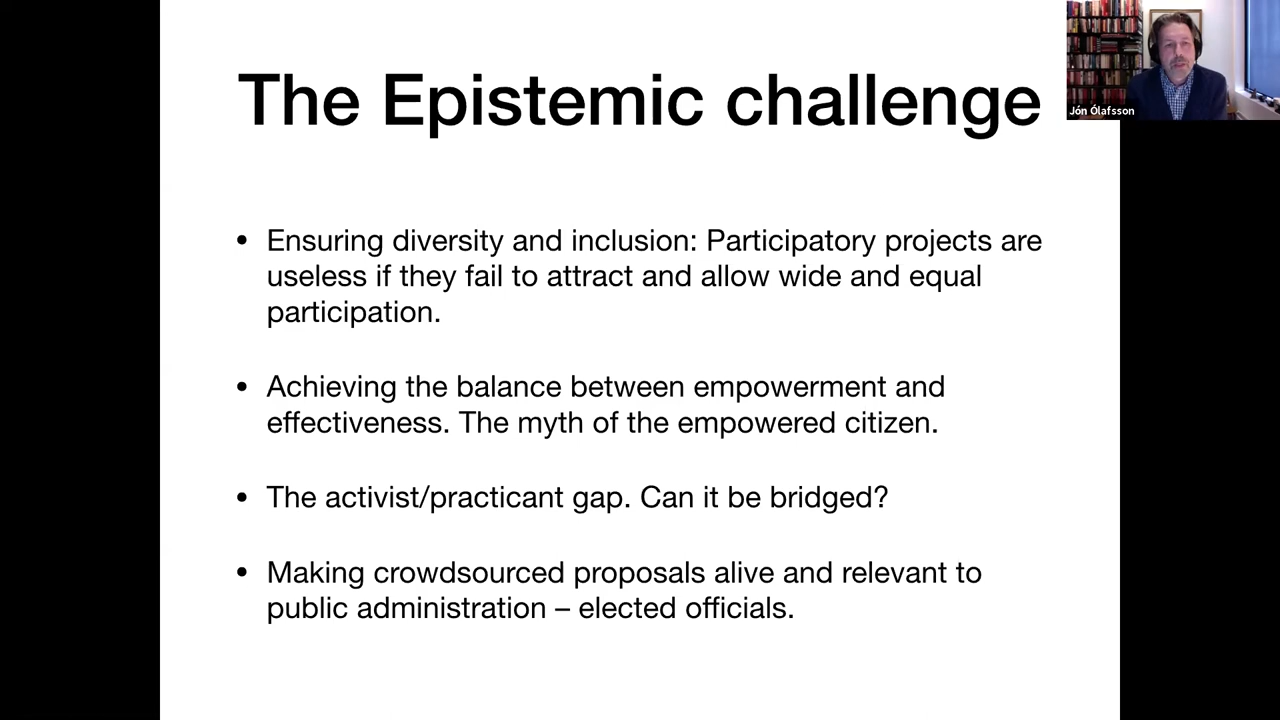 The Epistemic challenge
Jón Ólafsson
• Ensuring diversity and inclusion: Participatory projects are
useless if they fail to attract and allow wide and equal
participation.
• Achieving the balance between empowerment and
effectiveness. The myth of the empowered citizen.
• The activist/practicant gap. Can it be bridged?
• Making crowdsourced proposals alive and relevant to
public administration – elected officials.